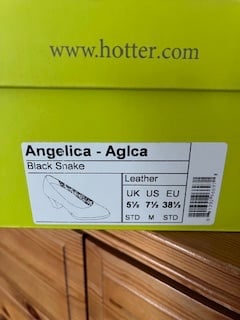 www.hotter.com
Angelica - Aglca
Black Snake
Leather
UK US EU
5½ 7½ 38½
STD M STD